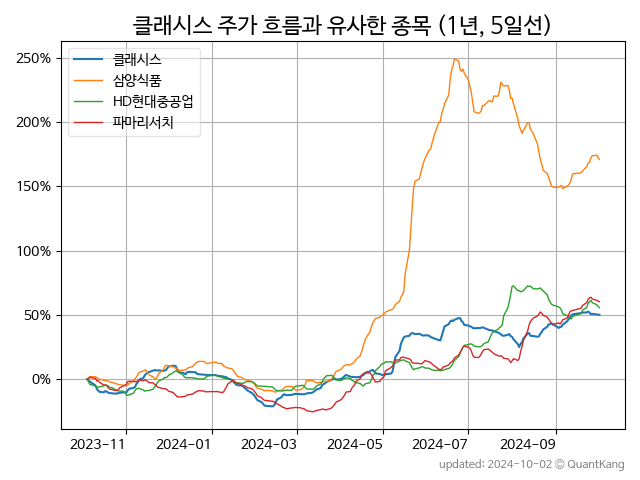 클래시스 주가 흐름과 유사한 종목 (1년, 5일선)
클래시스
삼양식품
HD현대중공업
파마리서치
250%
200%
150%
100%
50%
0%
2023-11 2024-01 2024-03 2024-05 2024-07 2024-09
updated: 2024-10-02 © QuantKang